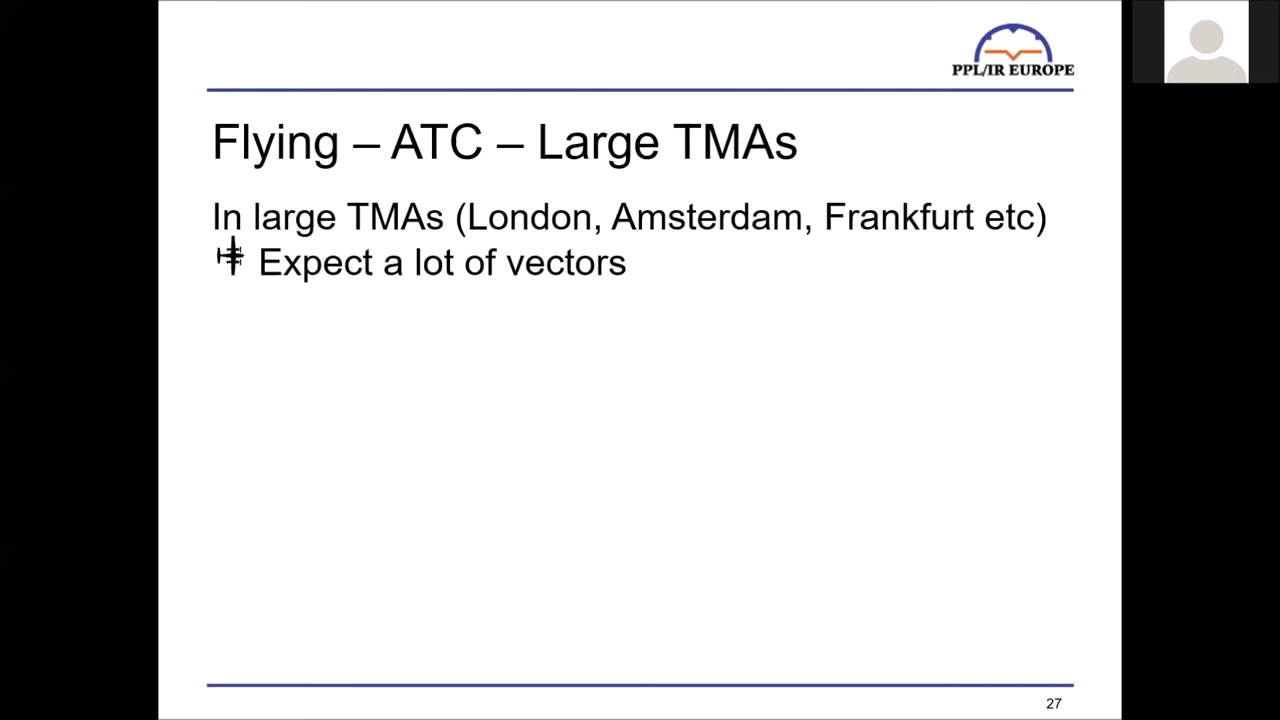 PPL/IR EUROPE
Flying – ATC – Large TMAs
In large TMAs (London, Amsterdam, Frankfurt etc)
Expect a lot of vectors
27